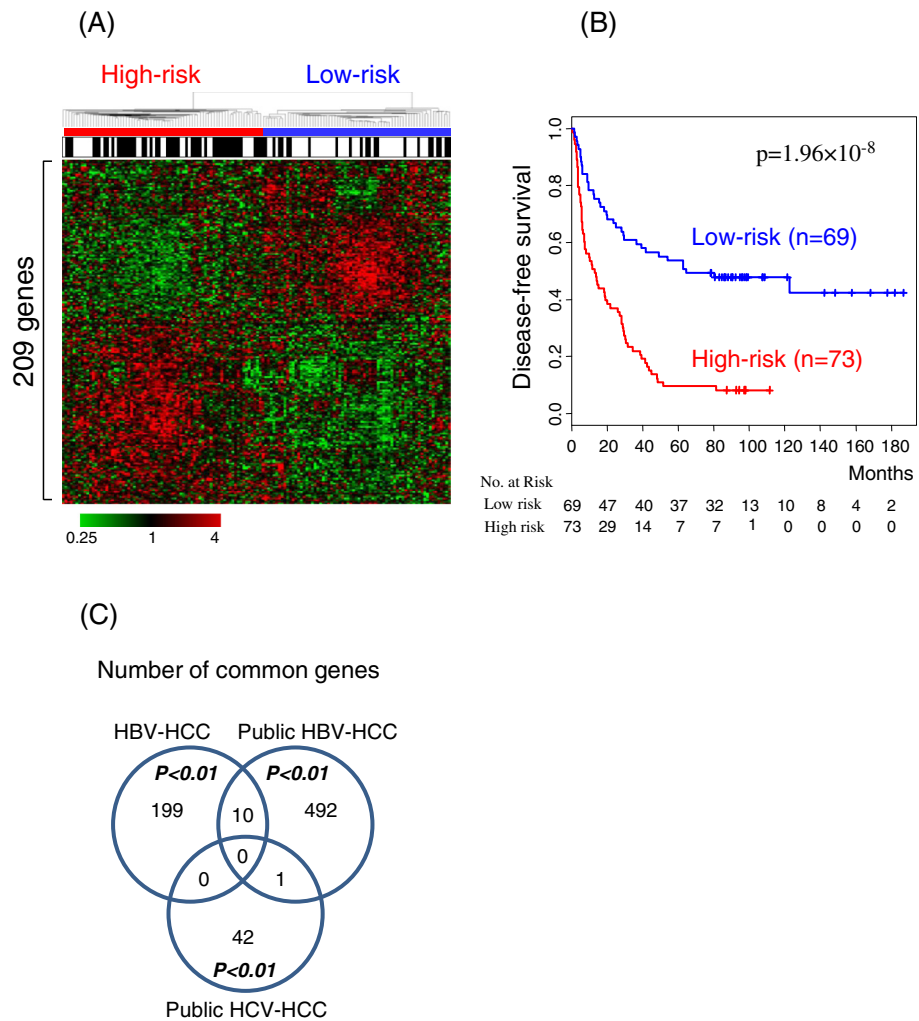 (A)
High-risk
Low-risk
209 genes
0.25
1
4
(B)
p=1.96×10-8
Low-risk (n=69)
High-risk (n=73)
Disease-free survival
1.0
0.8
0.6
0.4
0.2
0.0
0 20 40 60 80 100 120 140 160 180
Months
No. at Risk
Low risk 69 47 40 37 32 13 10 8 4 2
High risk 73 29 14 7 7 1 0 0 0 0
(C)
Number of common genes
HBV-HCC
Public HBV-HCC
P<0.01
P<0.01
199
10
492
0
0
1
42
P<0.01
Public HCV-HCC